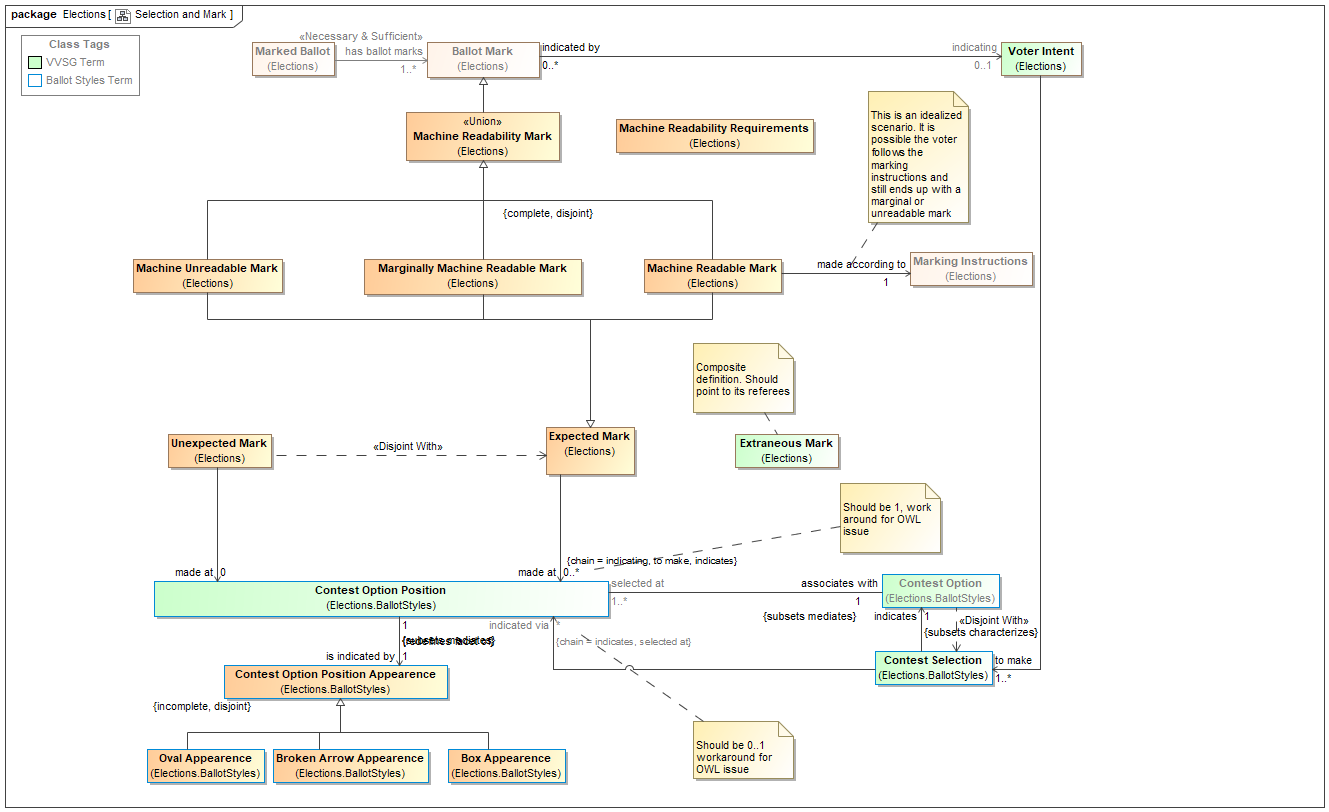 package Elections [ Selection and Mark ]
Class Tags
VVSG Term
Ballot Styles Term
«Necessary & Sufficient»
Marked Ballot
(Elections)
has ballot marks
1..*
Ballot Mark
(Elections)
indicated by
0..*
indicating
0..1
Voter Intent
(Elections)
«Union»
Machine Readability Mark
(Elections)
Machine Readability Requirements
(Elections)
This is an idealized
scenario. It is
possible the voter
follows the
marking
instructions and
still ends up with a
marginal or
unreadable mark
{complete, disjoint}
Machine Unreadable Mark
(Elections)
Marginally Machine Readable Mark
(Elections)
Machine Readable Mark
(Elections)
made according to
1
Marking Instructions
(Elections)
Composite
definition. Should
point to its referees
Unexpected Mark
(Elections)
«Disjoint With»
Expected Mark
(Elections)
Extraneous Mark
(Elections)
Should be 1, work
around for OWL
issue
{chain = indicating, to make, indicates}
made at
0
made at
0..*
Contest Option Position
(Elections.BallotStyles)
selected at
1..*
associates with
1
Contest Option
(Elections.BallotStyles)
{subsets mediates}
indicates
1
«Disjoint With»
{subsets characterizes}
1
indicated via
*
{chain = indicates, selected at}
is indicated by
1
Contest Selection
(Elections.BallotStyles)
to make
1..*
Contest Option Position Appearence
(Elections.BallotStyles)
{incomplete, disjoint}
Oval Appearence
(Elections.BallotStyles)
Broken Arrow Appearence
(Elections.BallotStyles)
Box Appearence
(Elections.BallotStyles)
Should be 0..1
workaround for
OWL issue